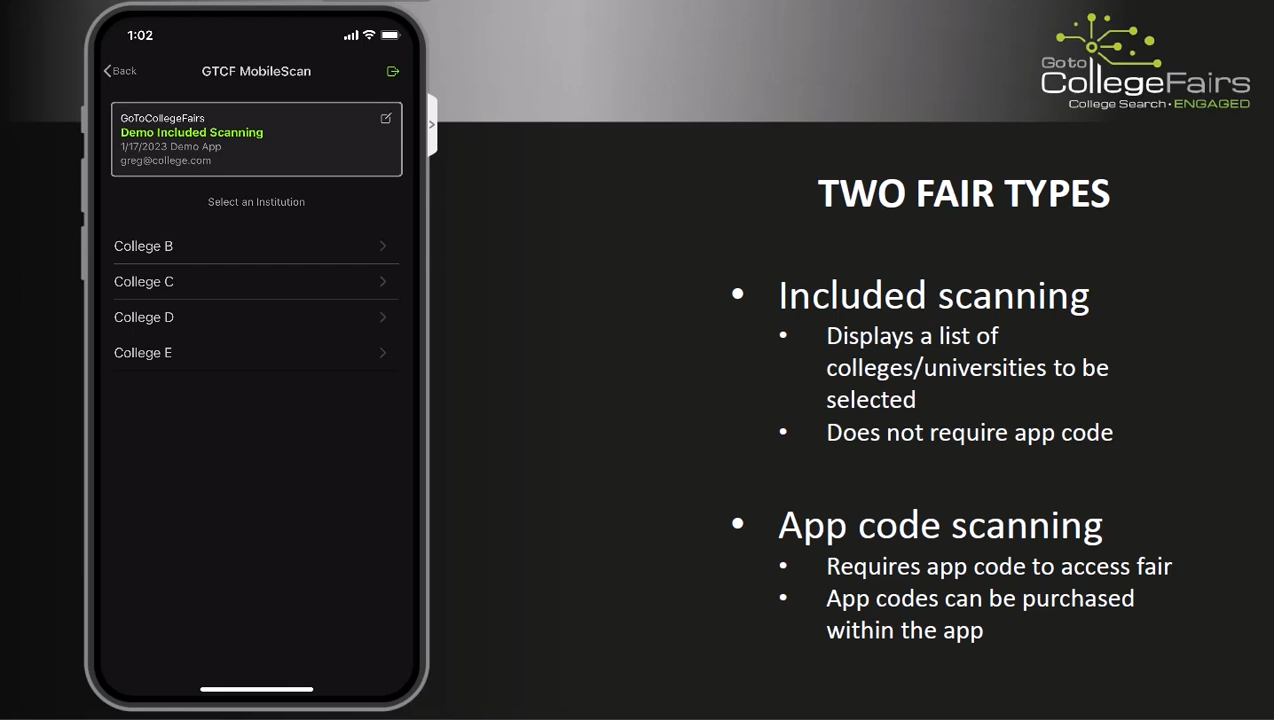 1:02
Back
GTCF MobileScan
GoToCollegeFairs
Demo Included Scanning
1/17/2023 Demo App
greg@college.com
Select an Institution
College B
College C
College D
College E
Go to
CollegeFairs
College Search • ENGAGED
TWO FAIR TYPES
• Included scanning
• Displays a list of
colleges/universities to be
selected
• Does not require app code
• App code scanning
• Requires app code to access fair
• App codes can be purchased
within the app